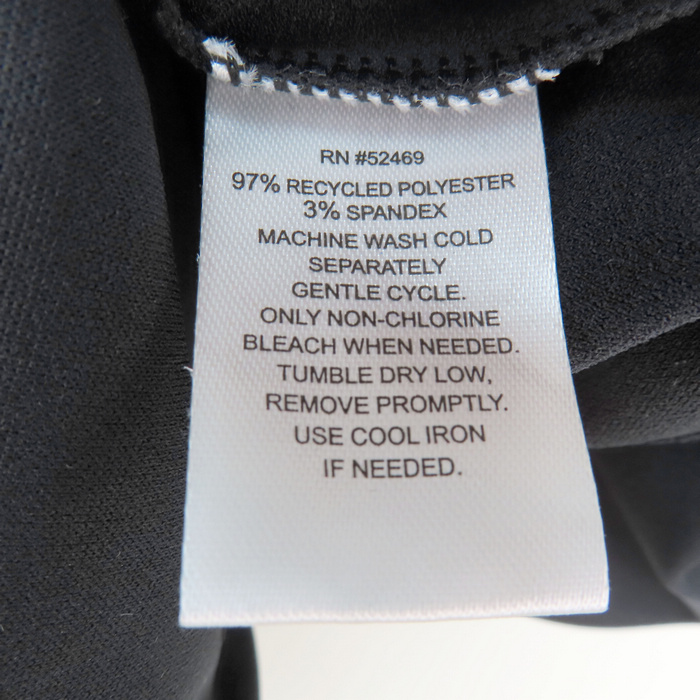 RN #52469
97% RECYCLED POLYESTER
3% SPANDEX
MACHINE WASH COLD
SEPARATELY
GENTLE CYCLE.
ONLY NON-CHLORINE
BLEACH WHEN NEEDED.
TUMBLE DRY LOW,
REMOVE PROMPTLY.
USE COOL IRON
IF NEEDED.